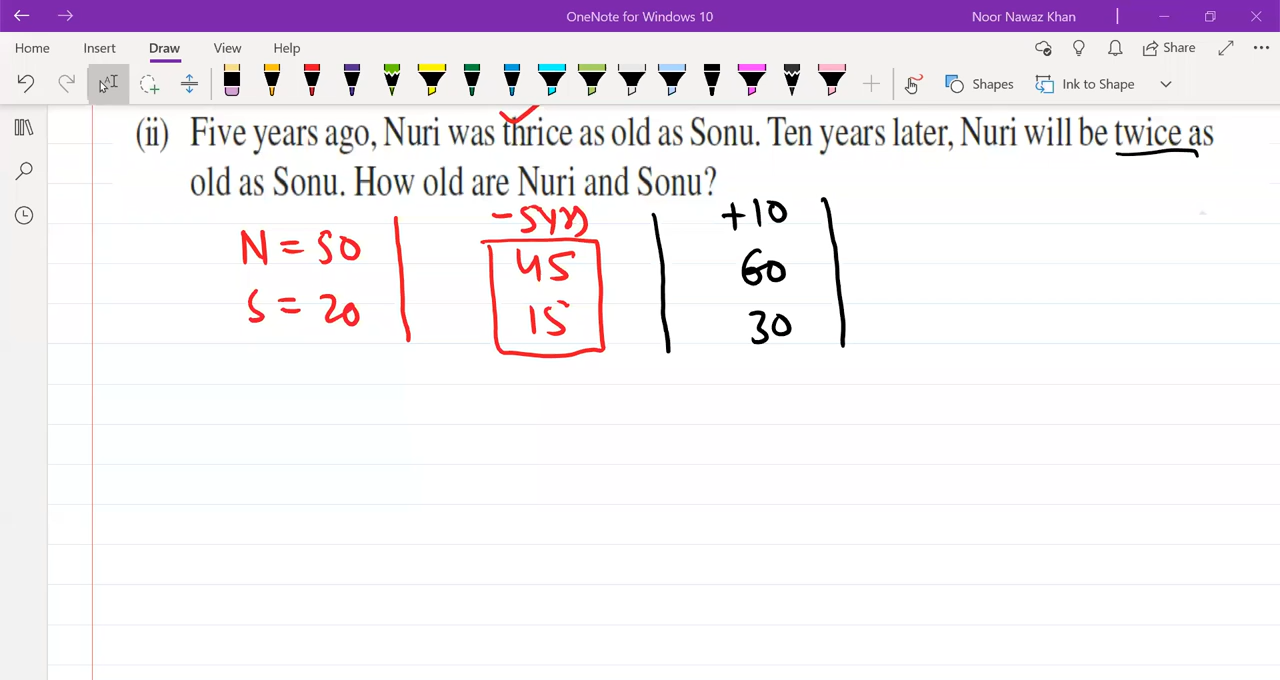 OneNote for Windows 10
Noor Nawaz Khan
Home Insert Draw View Help
Share
Shapes
Ink to Shape
(ii) Five years ago, Nuri was thrice as old as Sonu. Ten years later, Nuri will be twice as
old as Sonu. How old are Nuri and Sonu?
N = 50
S = 20
-5yrs
45
15
+10
60
30